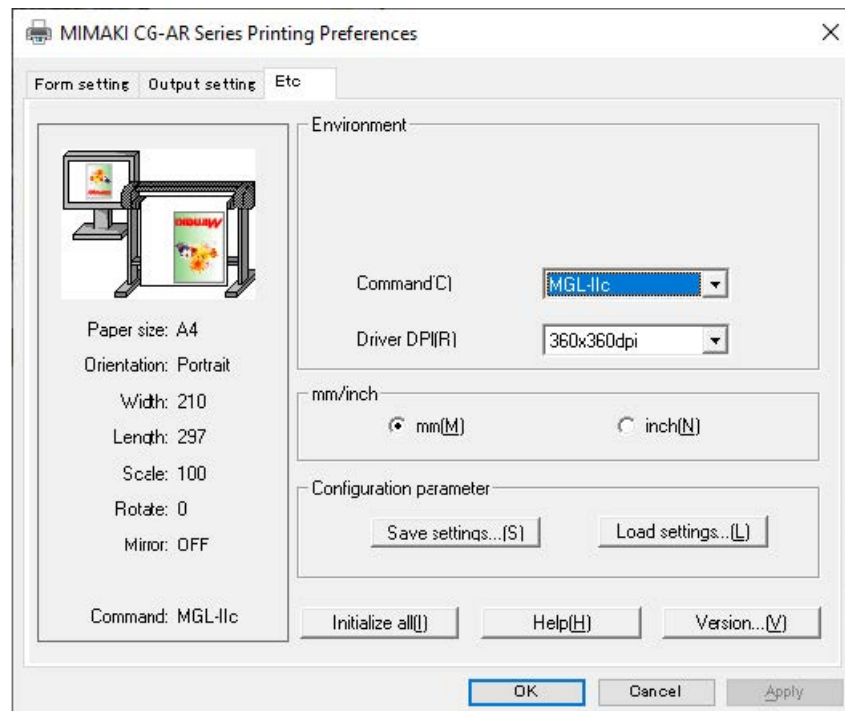 MIMAKI CG-AR Series Printing Preferences
Form setting Output setting Etc
Environment
Command(C)
MGL-IIc
Driver DPI(R)
360x360dpi
mm/inch
mm(M)
inch(N)
Configuration parameter
Save settings...(S)
Load settings...(L)
Initialize all(I)
Help(H)
Version...(V)
MIMAKI
Paper size: A4
Orientation: Portrait
Width: 210
Length: 297
Scale: 100
Rotate: 0
Mirror: OFF
Command: MGL-IIc
OK
Cancel
Apply